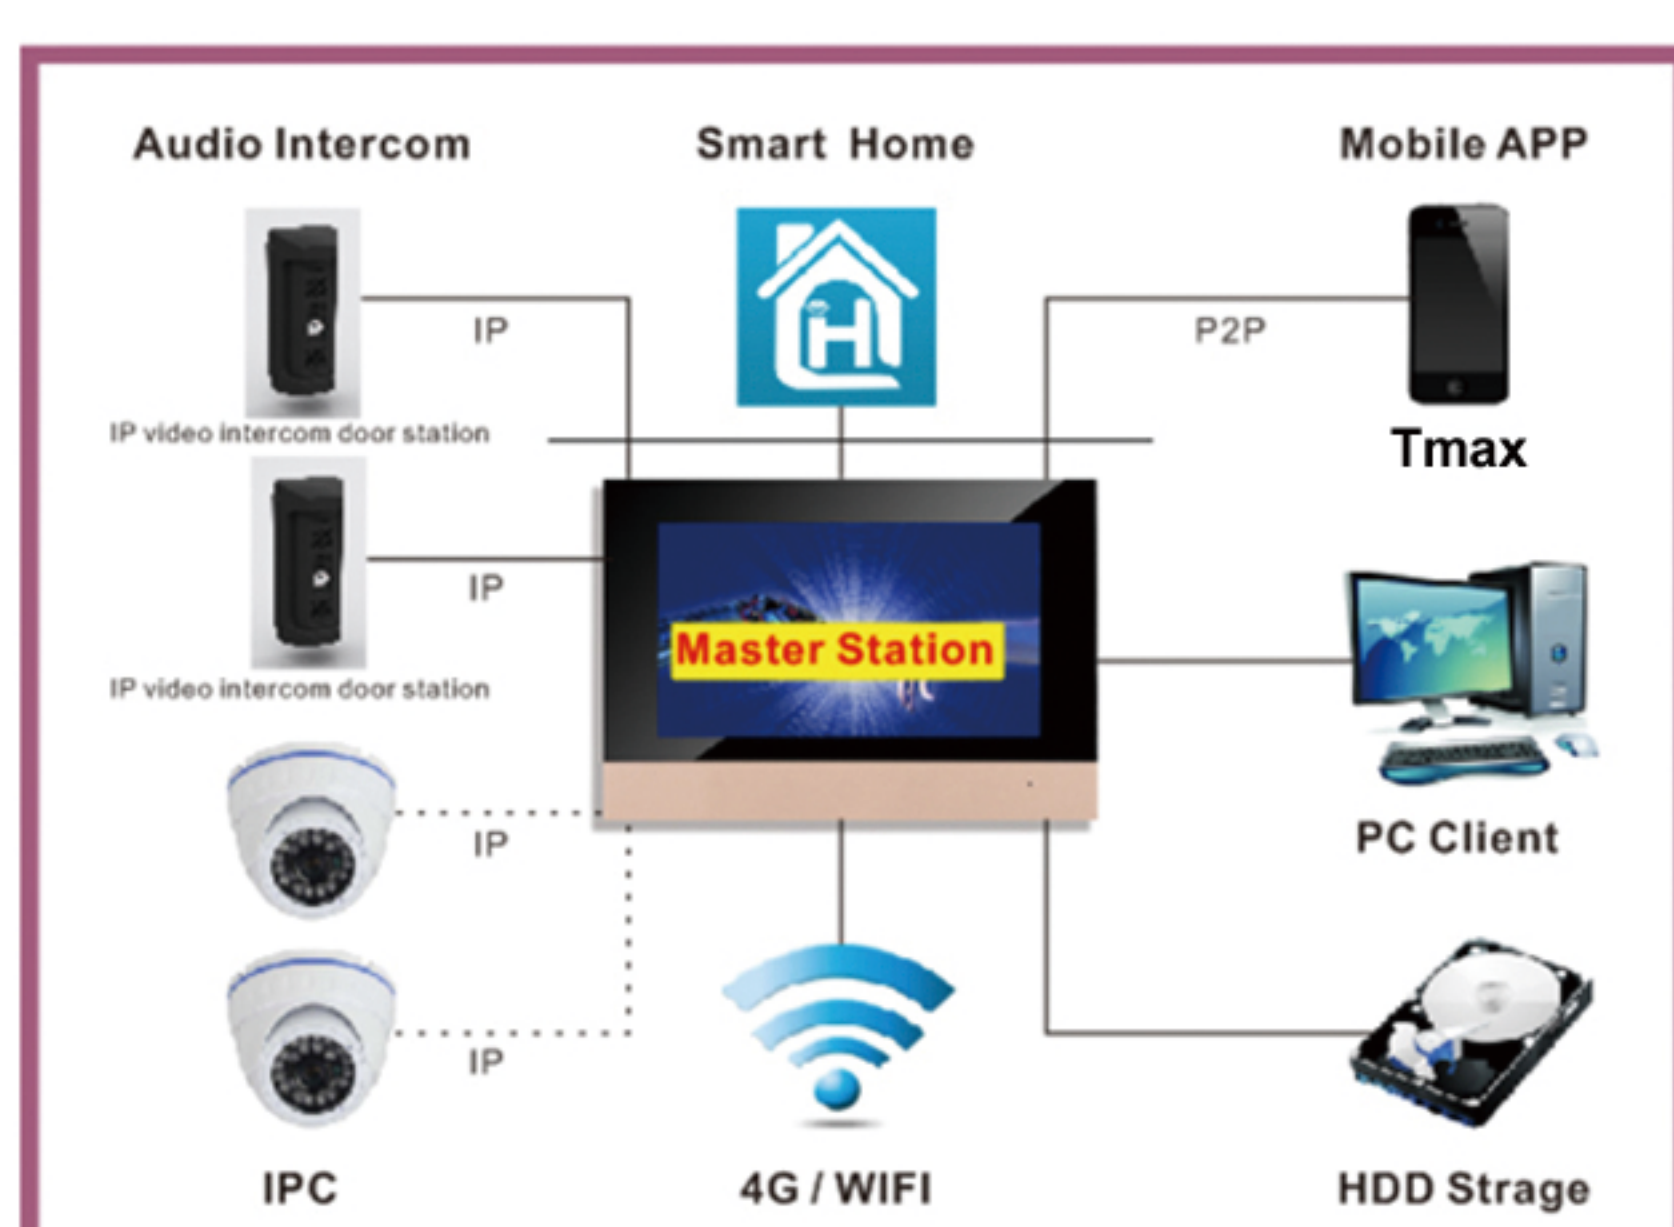 Audio Intercom
Smart Home
Mobile APP
IP
P2P
IP video intercom door station
Tmax
IP
Master Station
IP video intercom door station
IP
PC Client
IP
IPC
4G / WIFI
HDD Strage